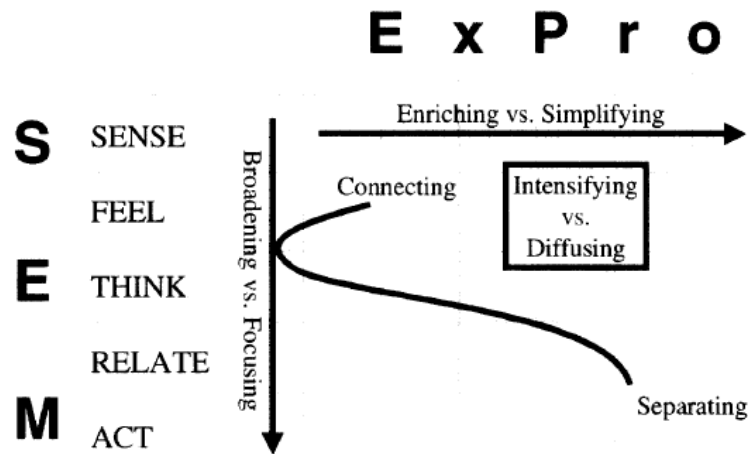 E x P r o
Enriching vs. Simplifying
S
SENSE
FEEL
E
THINK
RELATE
M
ACT
Broadening vs. Focusing
Connecting
Intensifying
vs.
Diffusing
Separating